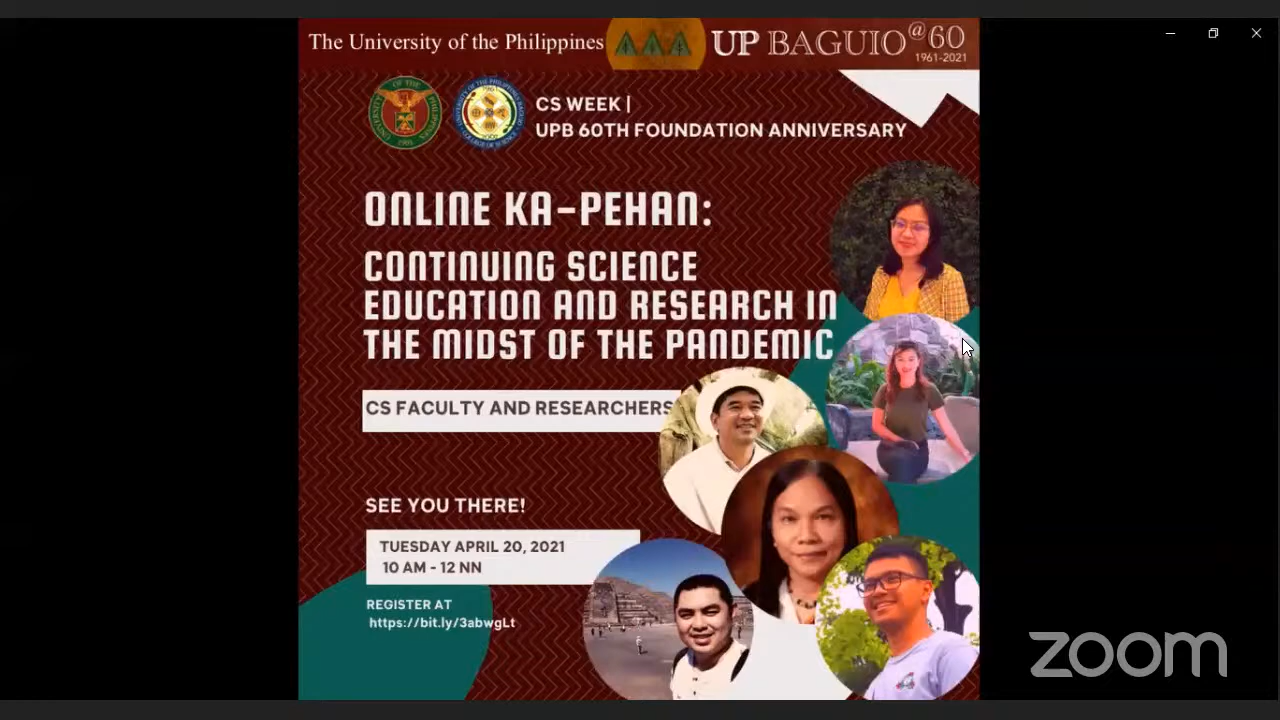 The University of the Philippines
UP BAGUIO @60
1961-2021
CS WEEK |
UPB 60TH FOUNDATION ANNIVERSARY
ONLINE KA-PEHAN:
CONTINUING SCIENCE
EDUCATION AND RESEARCH IN
THE MIDST OF THE PANDEMIC
CS FACULTY AND RESEARCHERS
SEE YOU THERE!
TUESDAY APRIL 20, 2021
10 AM - 12 NN
REGISTER AT
https://bit.ly/3abwgLt
zoom